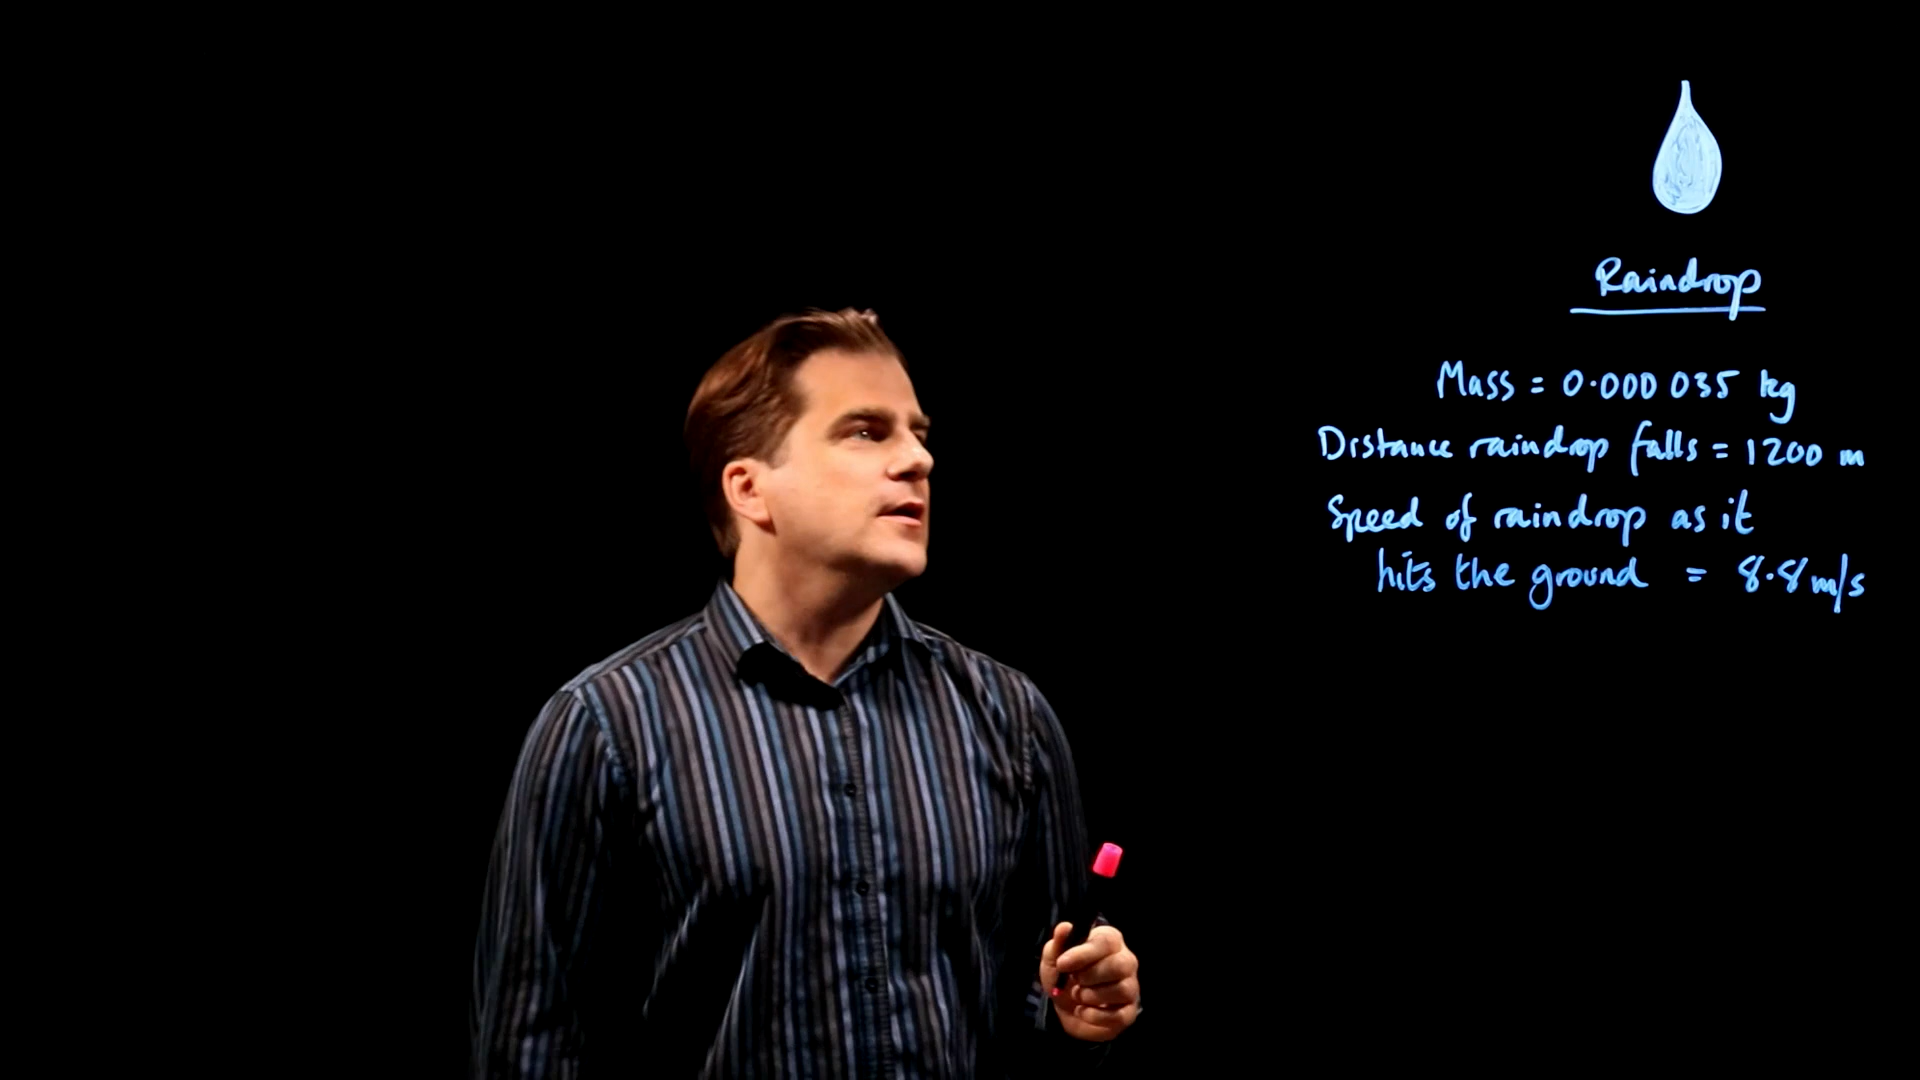 Raindrop
Mass = 0.000 035 kg
Distance raindrop falls = 1200 m
Speed of raindrop as it
hits the ground = 8.8 m/s